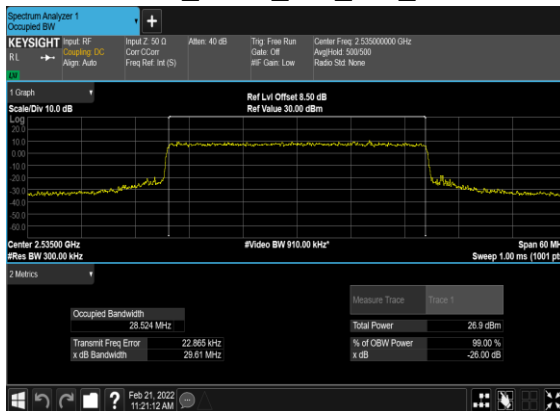 Spectrum Analyzer 1
Occupied BW
KEYSIGHT Input: RF Input Z: 50 Ω Atten: 40 dB Trig: Free Run Center Freq: 2.535000000 GHz
RL Coupling: DC Corr CCorr Gate: Off Avg|Hold: 500/500
Align: Auto Freq Ref: Int (S) #IF Gain: Low Radio Std: None
1 Graph
Ref Lvl Offset 8.50 dB
Scale/Div 10.0 dB Ref Value 30.00 dBm
Log
20.0
10.0
0.00
-10.0
-20.0
-30.0
-40.0
-50.0
-60.0
Center 2.53500 GHz #Video BW 910.00 kHz* Span 60 MH
#Res BW 300.00 kHz Sweep 1.00 ms (1001 pt
2 Metrics
Measure Trace Trace 1
Occupied Bandwidth
28.524 MHz Total Power 26.9 dBm
Transmit Freq Error 22.865 kHz % of OBW Power 99.00 %
x dB Bandwidth 29.61 MHz x dB -26.00 dB
? Feb 21, 2022
11:21:12 AM